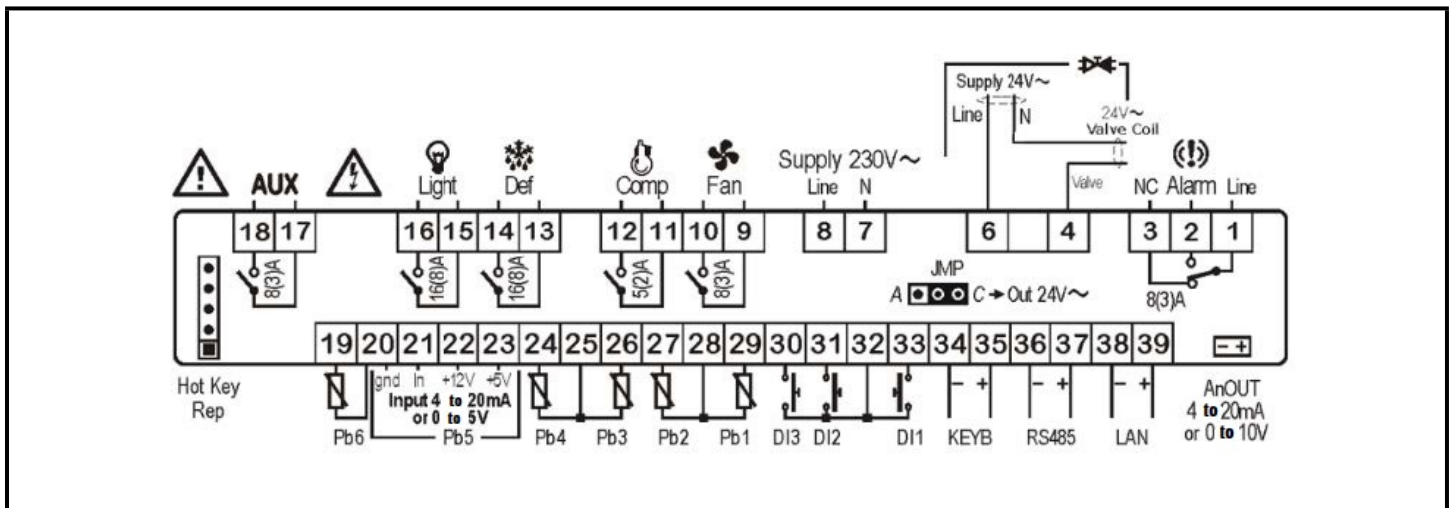 Supply 24V~
Line N 24V~
Valve Coil
AUX Light Def Comp Fan Supply 230V~ Valve NC Alarm Line
Line N
18 17 16 15 14 13 12 11 10 9 8 7 6 4 3 2 1
8(3)A 16(8)A 16(8)A 5(2)A 8(3)A 8(3)A
JMP
A C → Out 24V~
19 20 21 22 23 24 25 26 27 28 29 30 31 32 33 34 35 36 37 38 39 - +
gnd In +12V +5V - + - + - +
Hot Key
Rep
Input 4 to 20mA
or 0 to 5V
Pb6 Pb5 Pb4 Pb3 Pb2 Pb1 DI3 DI2 DI1 KEYB RS485 LAN
AnOUT
4 to 20mA
or 0 to 10V